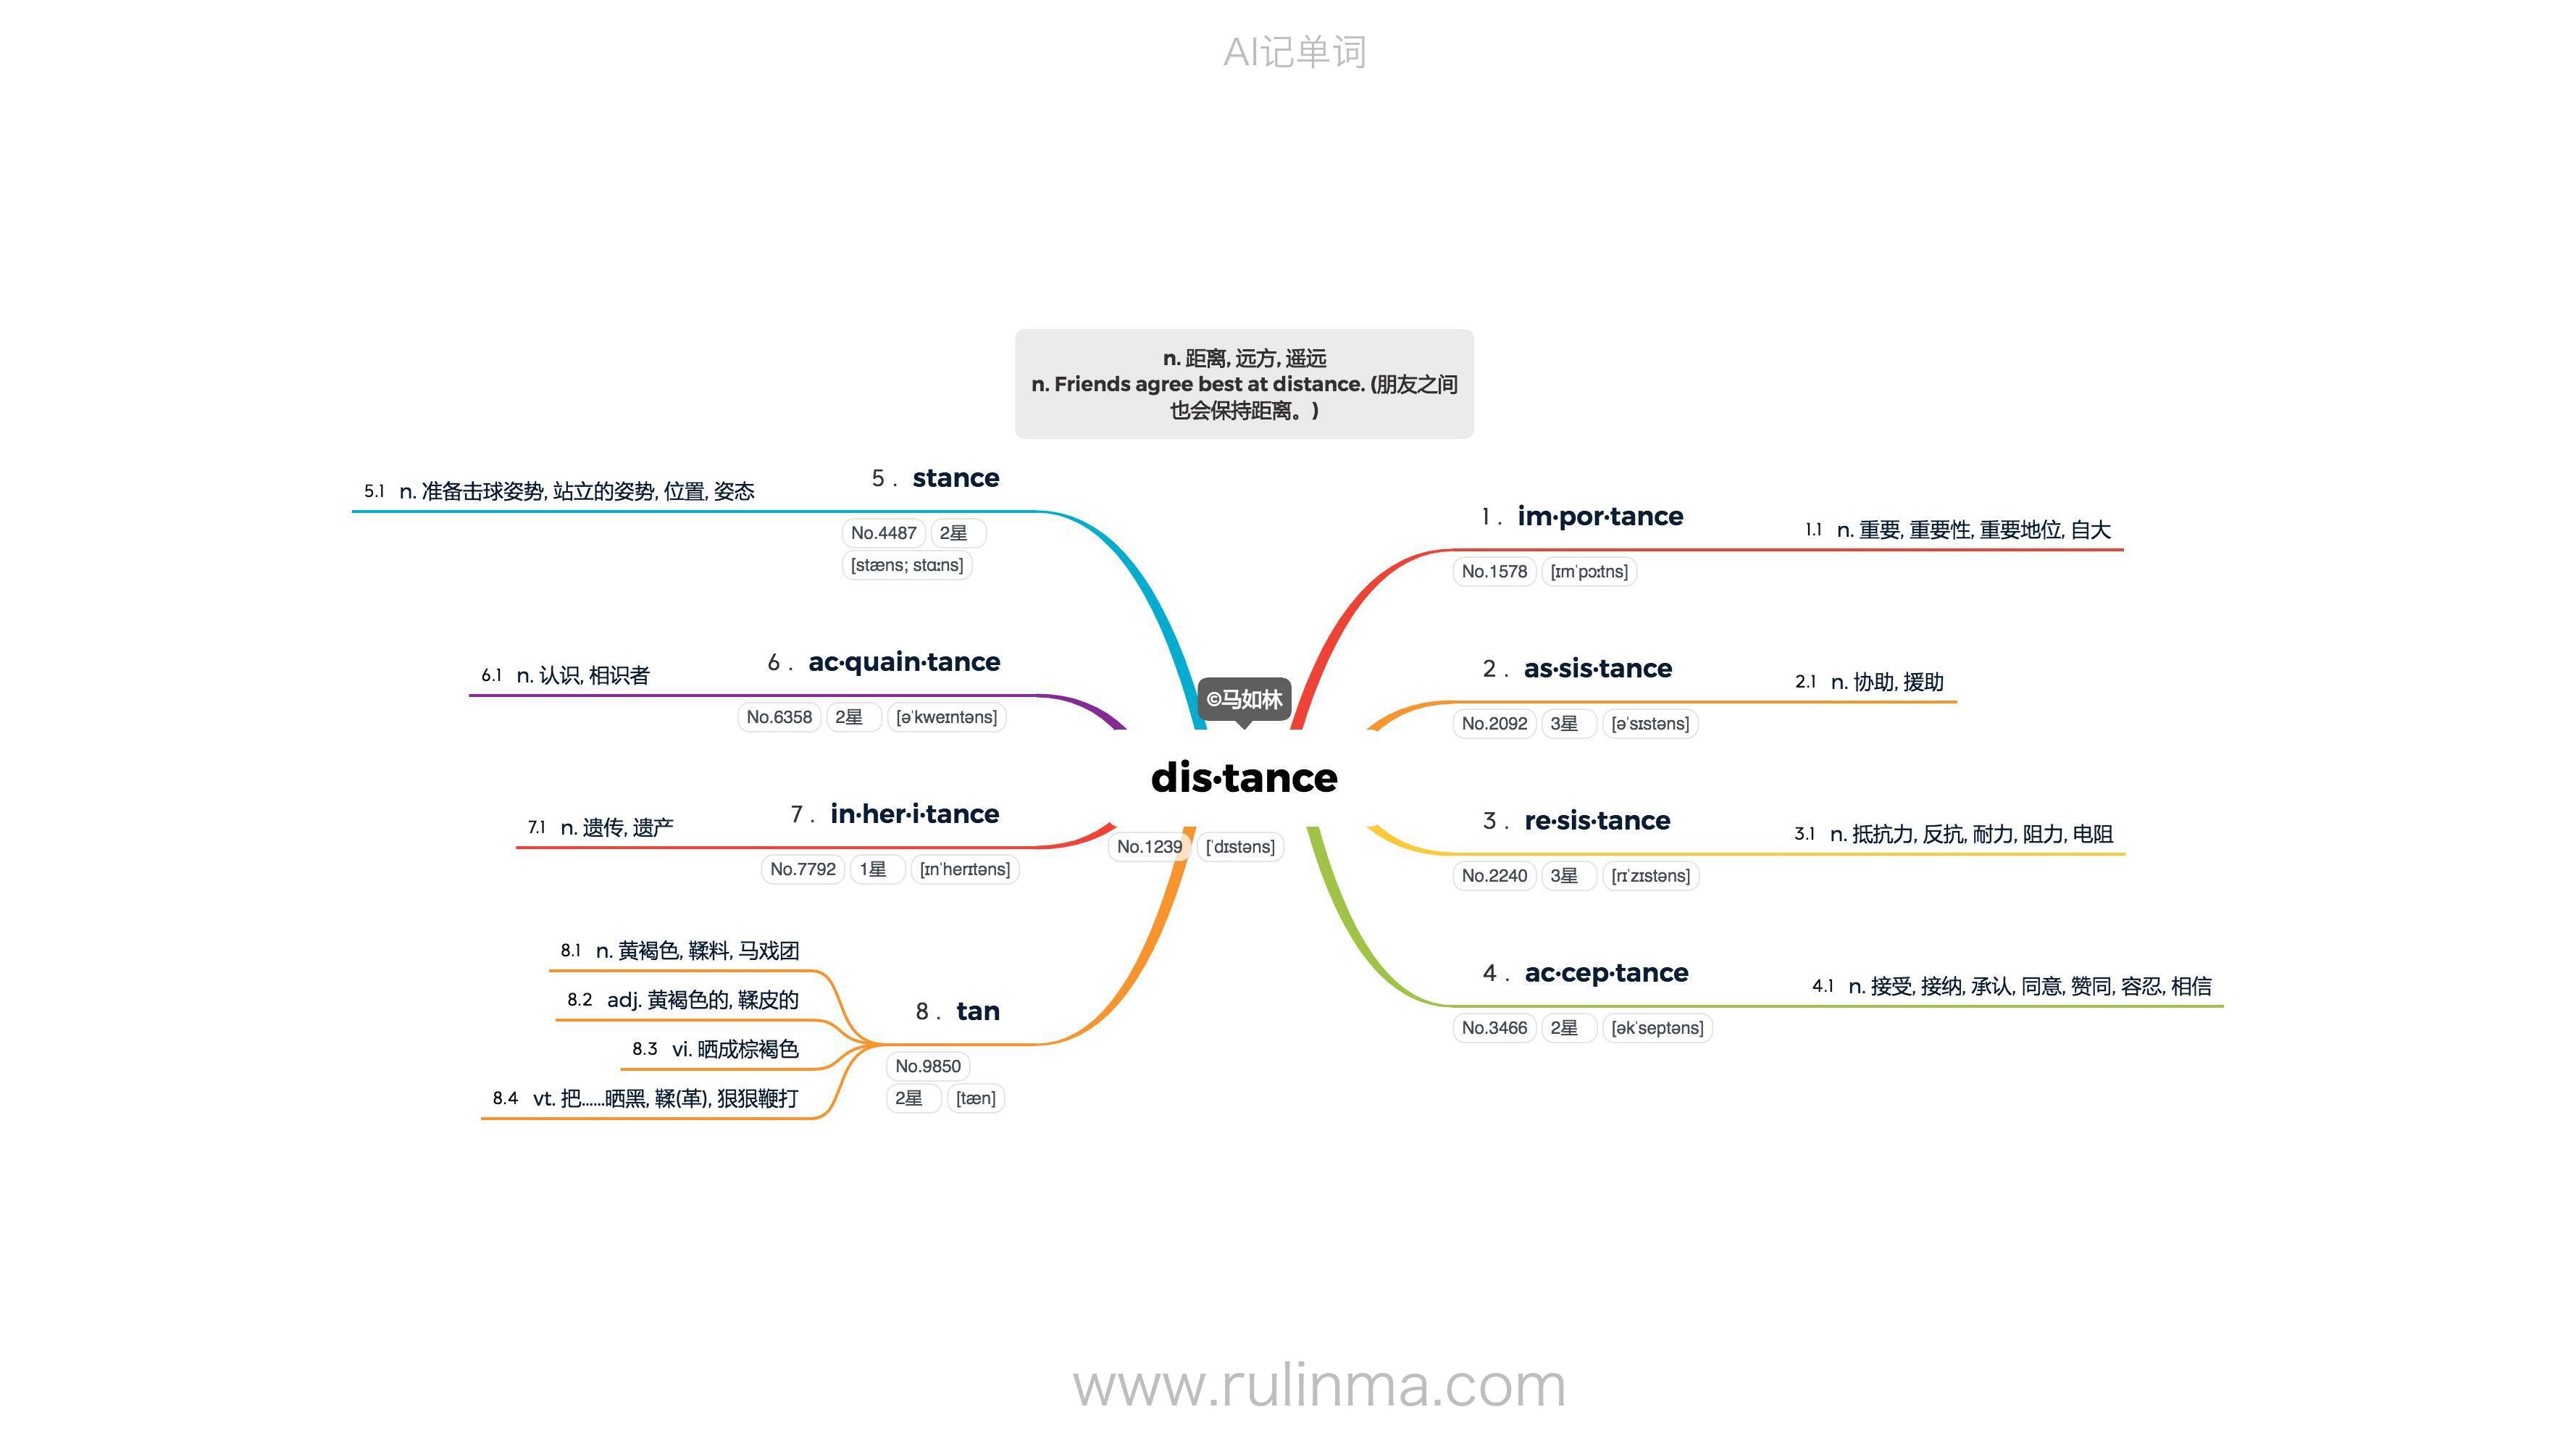 AI记单词
n. 距离, 远方, 遥远
n. Friends agree best at distance. (朋友之间
也会保持距离。)
©马如林
dis·tance
No.1239 [ˈdɪstəns]
1 . im·por·tance
No.1578 [ɪmˈpɔːtns]
1.1 n. 重要, 重要性, 重要地位, 自大
2 . as·sis·tance
No.2092 3星 [əˈsɪstəns]
2.1 n. 协助, 援助
3 . re·sis·tance
No.2240 3星 [rɪˈzɪstəns]
3.1 n. 抵抗力, 反抗, 耐力, 阻力, 电阻
4 . ac·cep·tance
No.3466 2星 [əkˈseptəns]
4.1 n. 接受, 接纳, 承认, 同意, 赞同, 容忍, 相信
5 . stance
No.4487 2星
[stæns; stɑːns]
5.1 n. 准备击球姿势, 站立的姿势, 位置, 姿态
6 . ac·quain·tance
No.6358 2星 [əˈkweɪntəns]
6.1 n. 认识, 相识者
7 . in·her·i·tance
No.7792 1星 [ɪnˈherɪtəns]
7.1 n. 遗传, 遗产
8 . tan
No.9850
2星 [tæn]
8.1 n. 黄褐色, 鞣料, 马戏团
8.2 adj. 黄褐色的, 鞣皮的
8.3 vi. 晒成棕褐色
8.4 vt. 把……晒黑, 鞣(革), 狠狠鞭打
www.rulinma.com